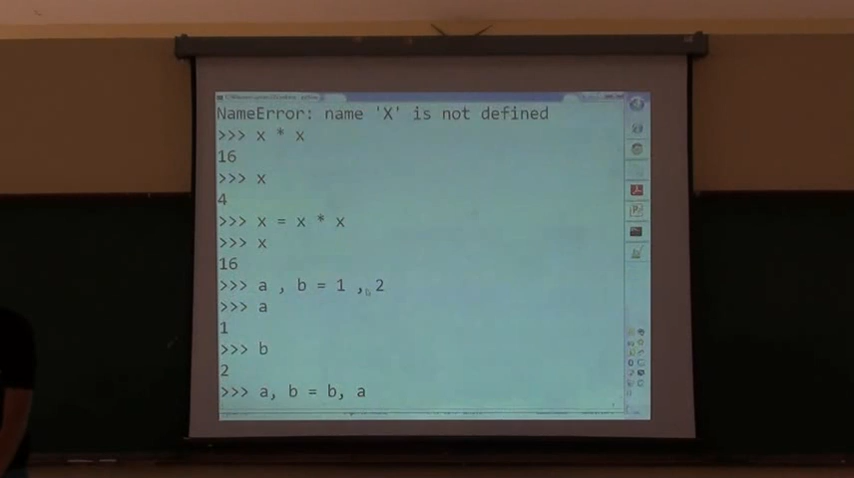 NameError: name 'X' is not defined
>>> x * x
16
>>> x
4
>>> x = x * x
>>> x
16
>>> a , b = 1 , 2
>>> a
1
>>> b
2
>>> a, b = b, a